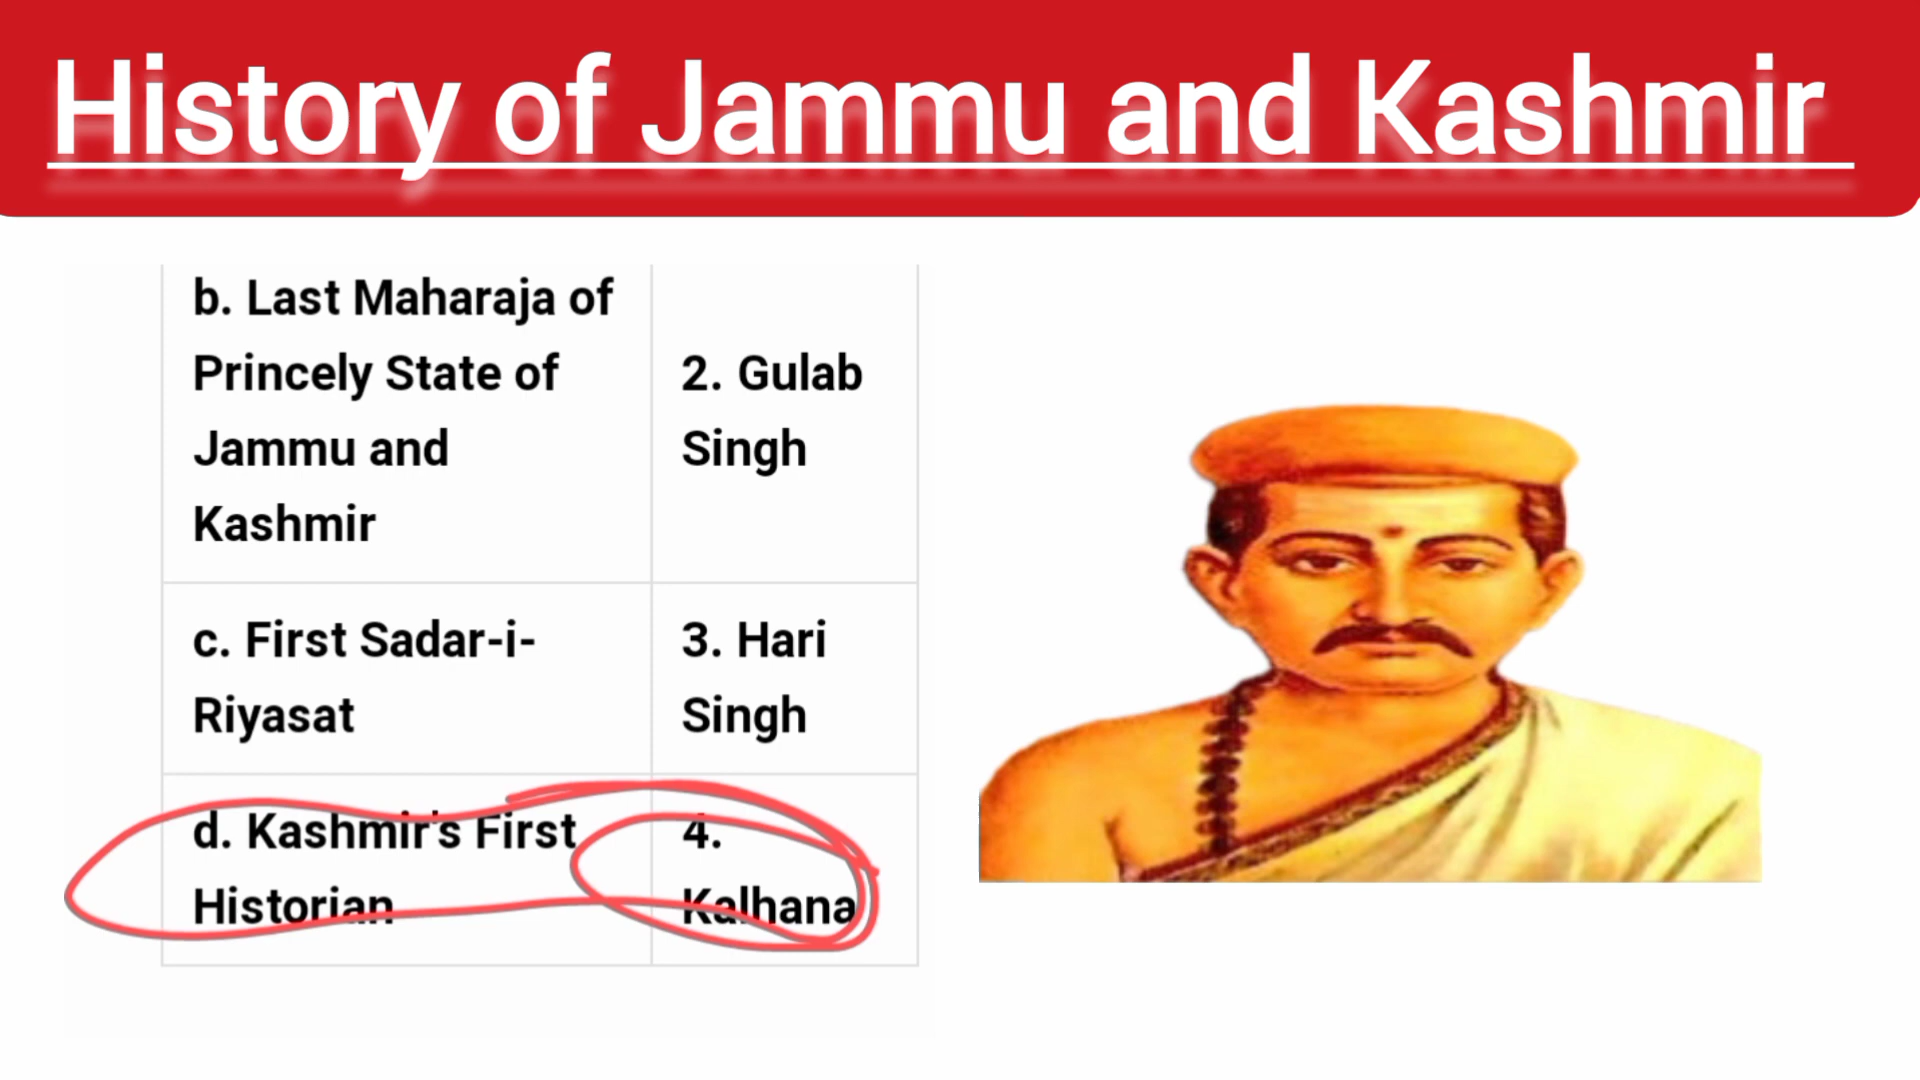 History of Jammu and Kashmir
b. Last Maharaja of
Princely State of
Jammu and
Kashmir
2. Gulab
Singh
c. First Sadar-i-
Riyasat
3. Hari
Singh
d. Kashmir's First
Historian
4.
Kalhana